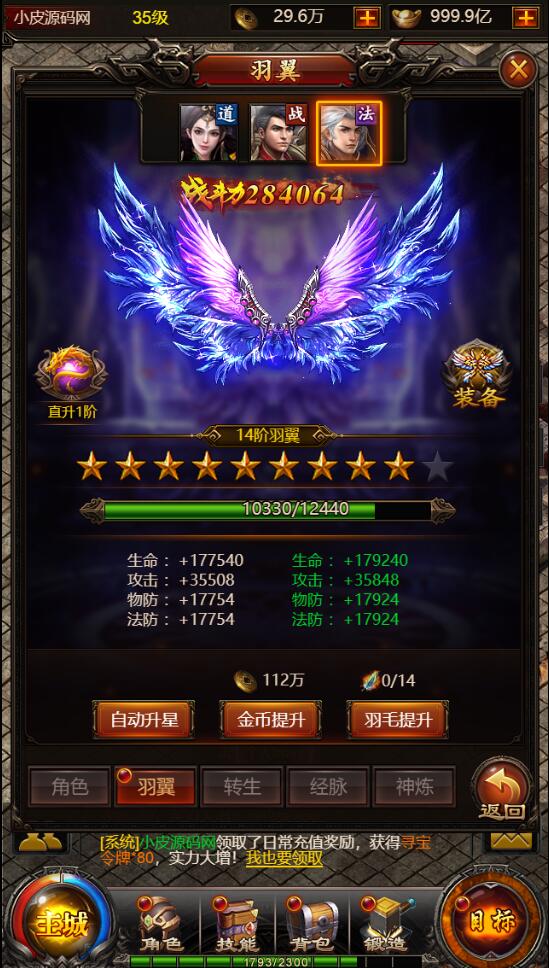 小皮源码网 35级 29.6万 999.9亿
羽翼
道 战 法
战斗力284064
直升1阶
装备
14阶羽翼
10330/12440
生命： +177540 生命： +179240
攻击： +35508 攻击： +35848
物防： +17754 物防： +17924
法防： +17754 法防： +17924
112万 0/14
自动升星 金币提升 羽毛提升
角色 羽翼 转生 经脉 神炼
返回
[系统]小皮源码网领取了日常充值奖励，获得寻宝
令牌*80，实力大增！我也要领取
主城 角色 技能 背包 锻造 目标
1793/2300